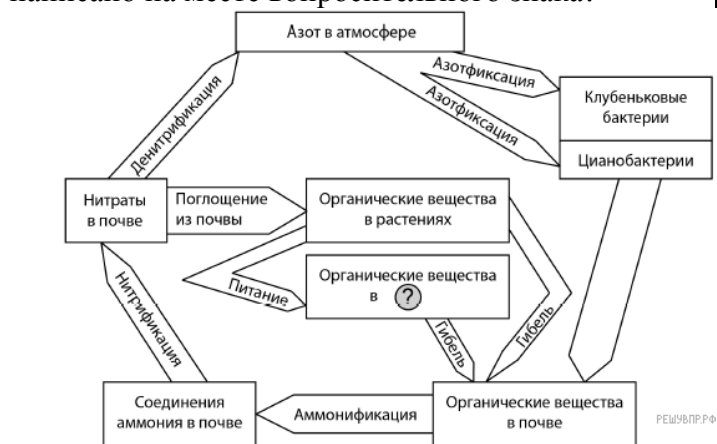 написано на месте вопросительного знака?
Азот в атмосфере
Азотфиксация
Азотфиксация
Клубеньковые
бактерии
Цианобактерии
Денитрификация
Нитраты
в почве
Поглощение
из почвы
Органические вещества
в растениях
Питание
Органические вещества
в ?
Гибель
Гибель
Нитрификация
Соединения
аммония в почве
Аммонификация
Органические вещества
в почве
РЕШУВПР.РФ